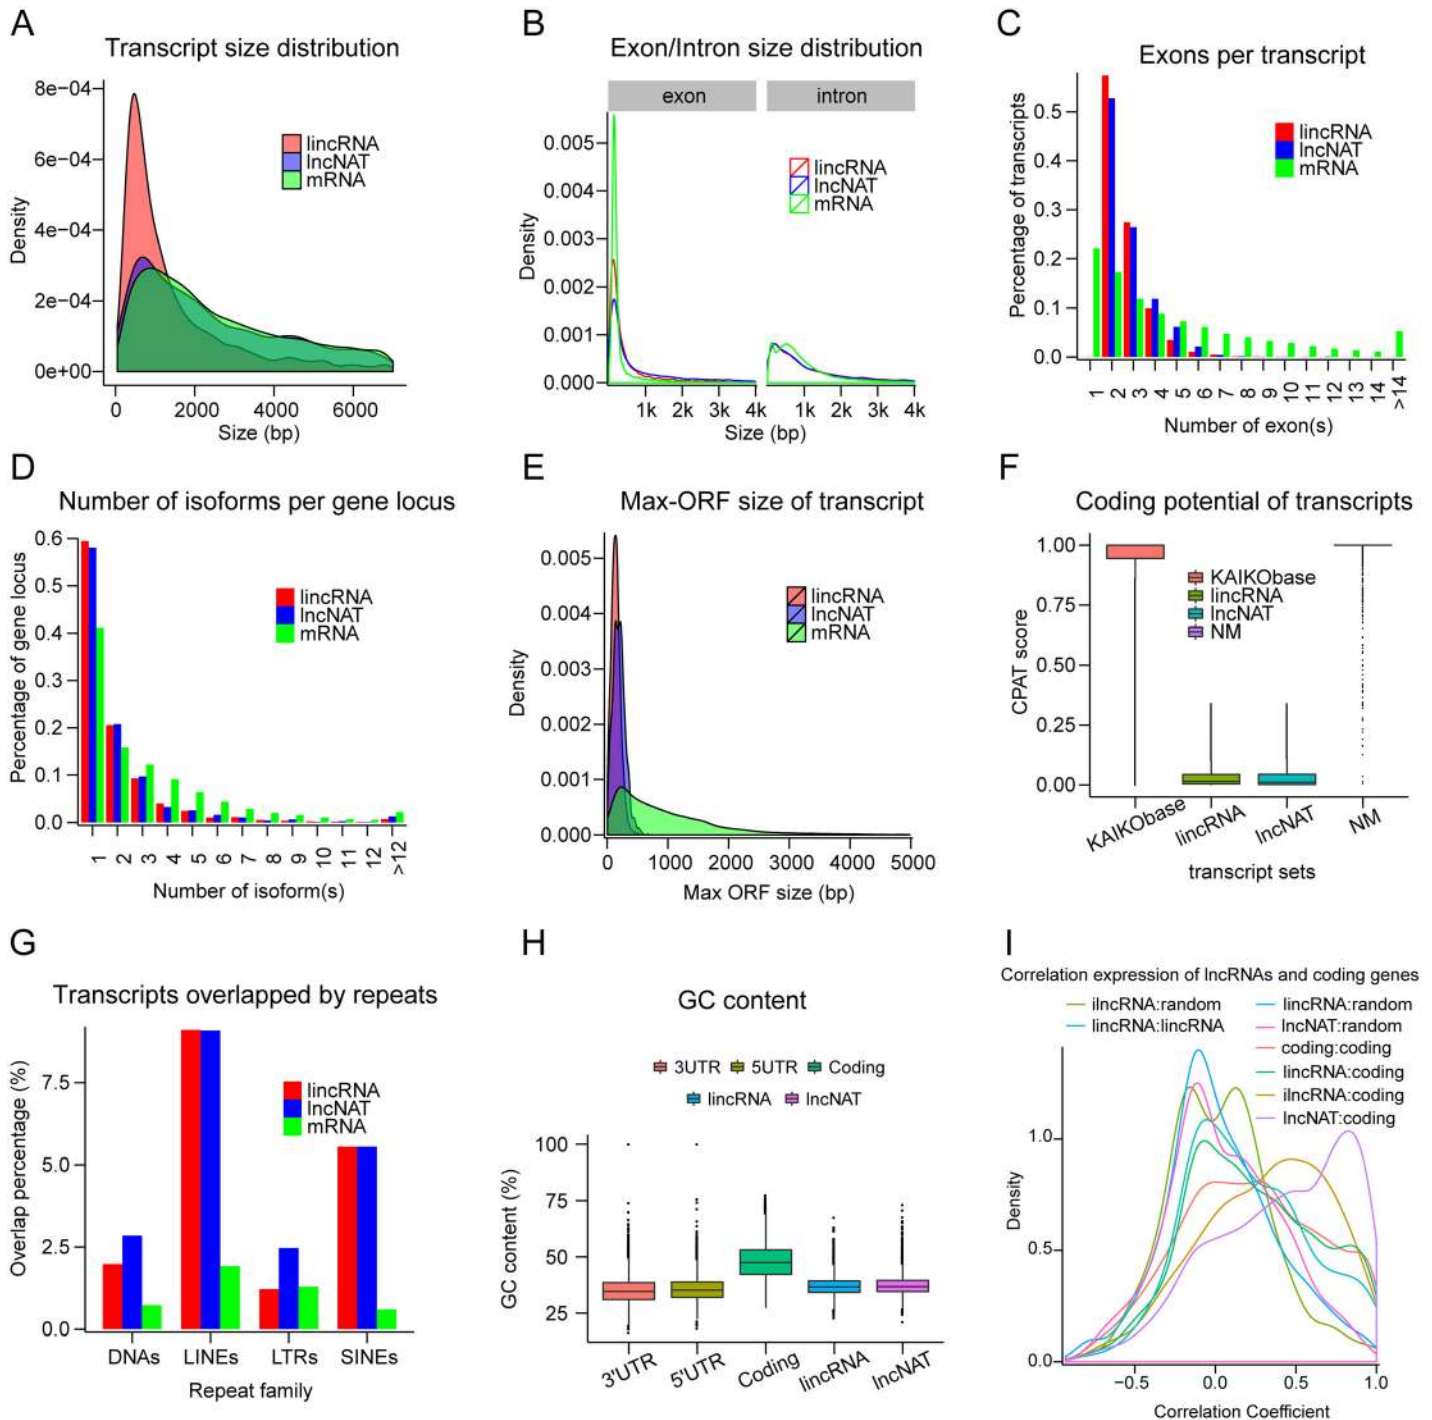 A
Transcript size distribution
8e−04
6e−04
4e−04
2e−04
0e+00
Density
lincRNA
lncNAT
mRNA
0
2000
4000
6000
Size (bp)
B
Exon/Intron size distribution
exon
intron
0.005
0.004
0.003
0.002
0.001
0.000
Density
lincRNA
lncNAT
mRNA
1k
2k
3k
4k
1k
2k
3k
4k
Size (bp)
C
Exons per transcript
0.5
0.4
0.3
0.2
0.1
0.0
Percentage of transcripts
lincRNA
lncNAT
mRNA
1
2
3
4
5
6
7
8
9
10
11
12
13
14
>14
Number of exon(s)
D
Number of isoforms per gene locus
0.6
0.5
0.4
0.3
0.2
0.1
0.0
Percentage of gene locus
lincRNA
lncNAT
mRNA
1
2
3
4
5
6
7
8
9
10
11
12
>12
Number of isoform(s)
E
Max-ORF size of transcript
0.005
0.004
0.003
0.002
0.001
0.000
Density
lincRNA
lncNAT
mRNA
0
1000
2000
3000
4000
5000
Max ORF size (bp)
F
Coding potential of transcripts
1.00
0.75
0.50
0.25
0.00
CPAT score
KAIKObase
lincRNA
lncNAT
NM
KAIKObase
lincRNA
lncNAT
NM
transcript sets
G
Transcripts overlapped by repeats
7.5
5.0
2.5
0.0
Overlap percentage (%)
lincRNA
lncNAT
mRNA
DNAs
LINEs
LTRs
SINEs
Repeat family
H
GC content
3UTR
5UTR
Coding
lincRNA
lncNAT
100
75
50
25
GC content (%)
3'UTR
5'UTR
Coding
lincRNA
lncNAT
I
Correlation expression of lncRNAs and coding genes
ilncRNA:random
lincRNA:random
lincRNA:lincRNA
lncNAT:random
coding:coding
lincRNA:coding
ilncRNA:coding
lncNAT:coding
1.0
0.5
0.0
Density
−0.5
0.0
0.5
1.0
Correlation Coefficient